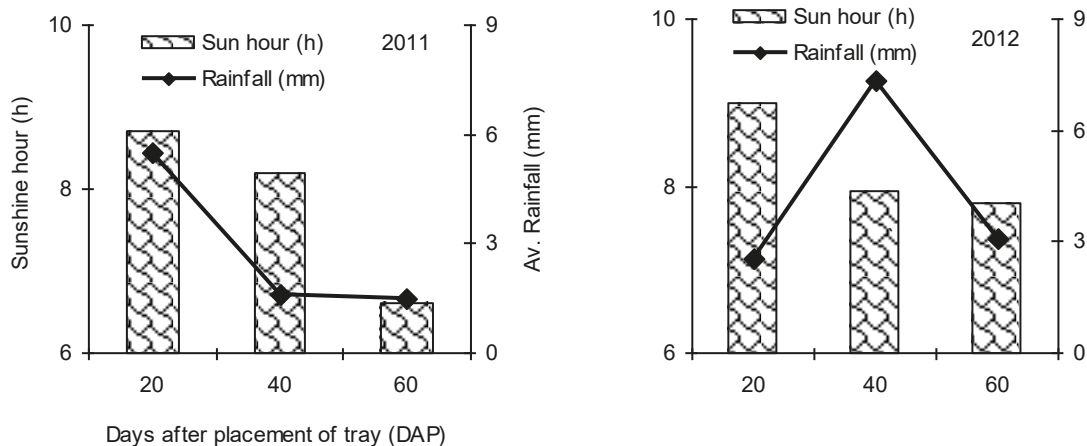 10
8
6
Sunshine hour (h)
Sun hour (h)
Rainfall (mm)
2011
9
6
3
0
Av. Rainfall (mm)
20 40 60
Days after placement of tray (DAP)
10
8
6
Sun hour (h)
Rainfall (mm)
2012
9
6
3
0
20 40 60